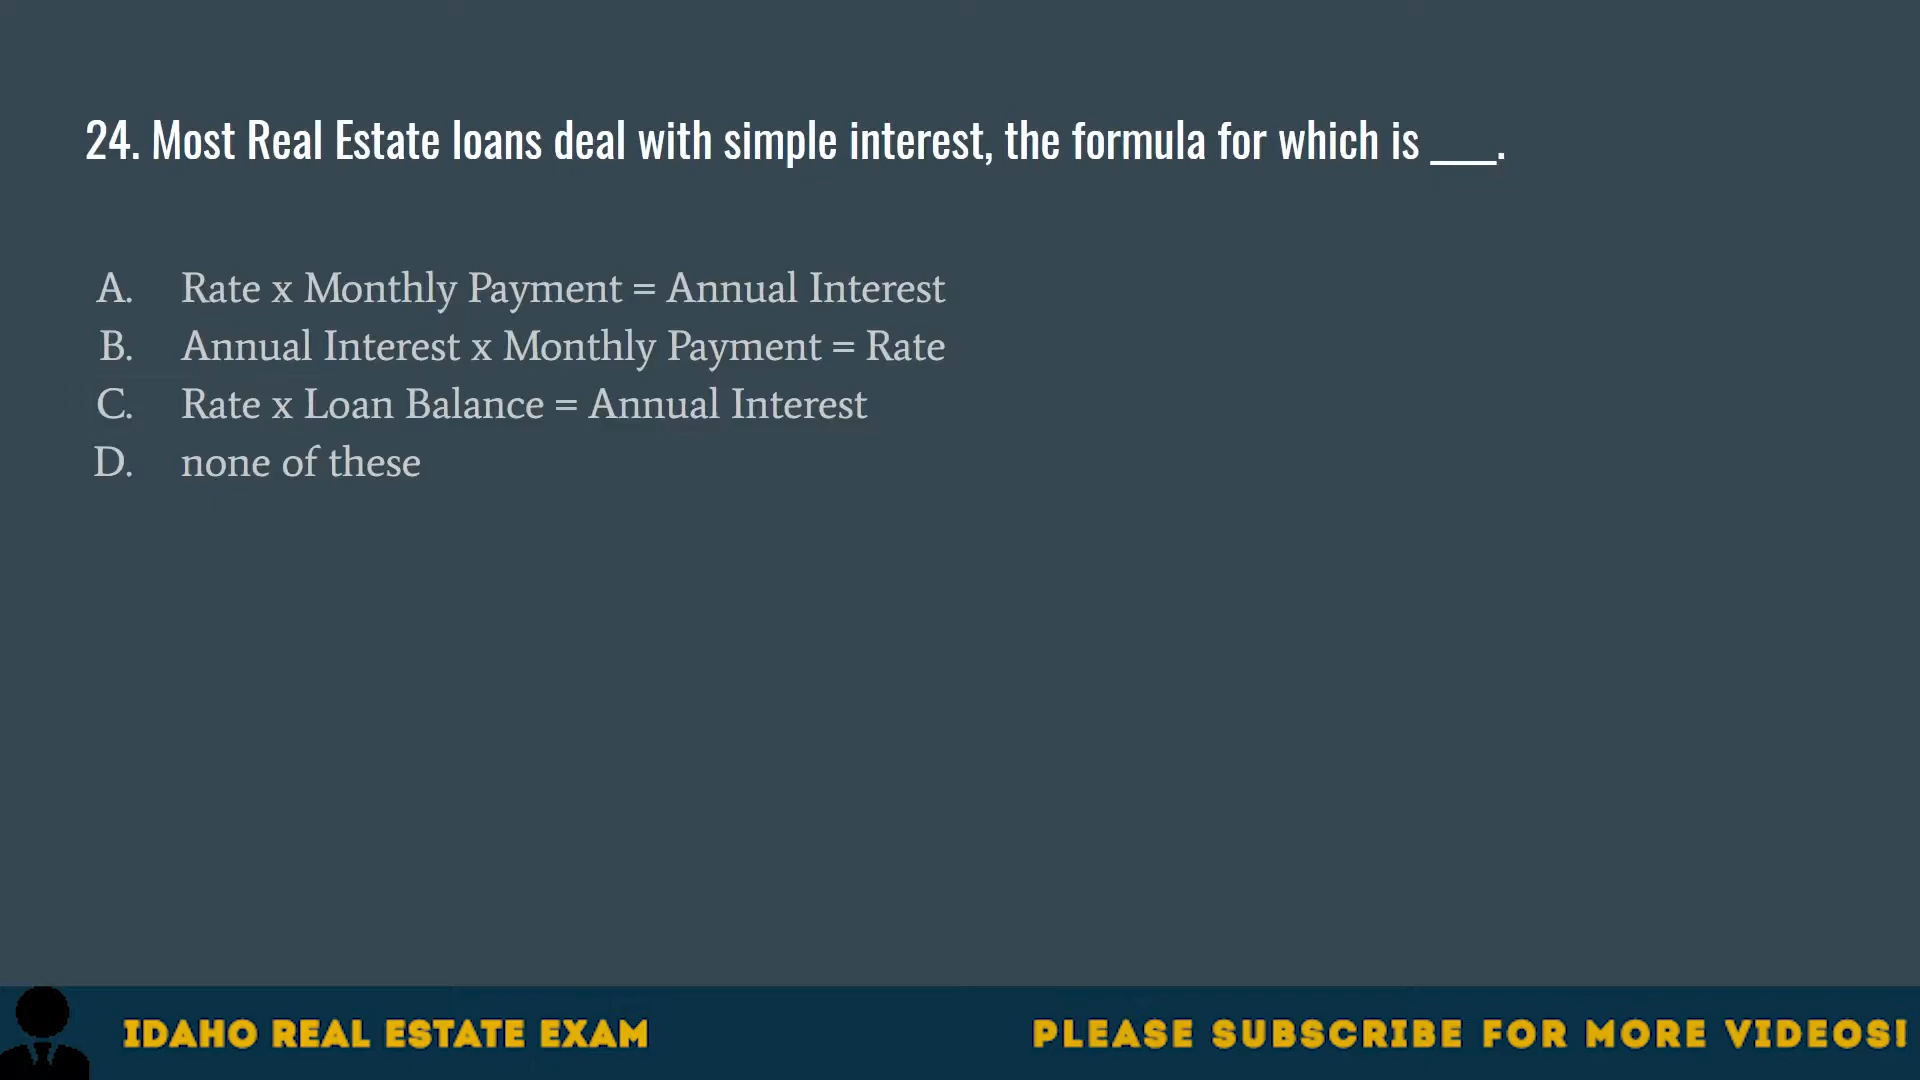 24. Most Real Estate loans deal with simple interest, the formula for which is ____.
A. Rate x Monthly Payment = Annual Interest
B. Annual Interest x Monthly Payment = Rate
C. Rate x Loan Balance = Annual Interest
D. none of these
IDAHO REAL ESTATE EXAM
PLEASE SUBSCRIBE FOR MORE VIDEOS!